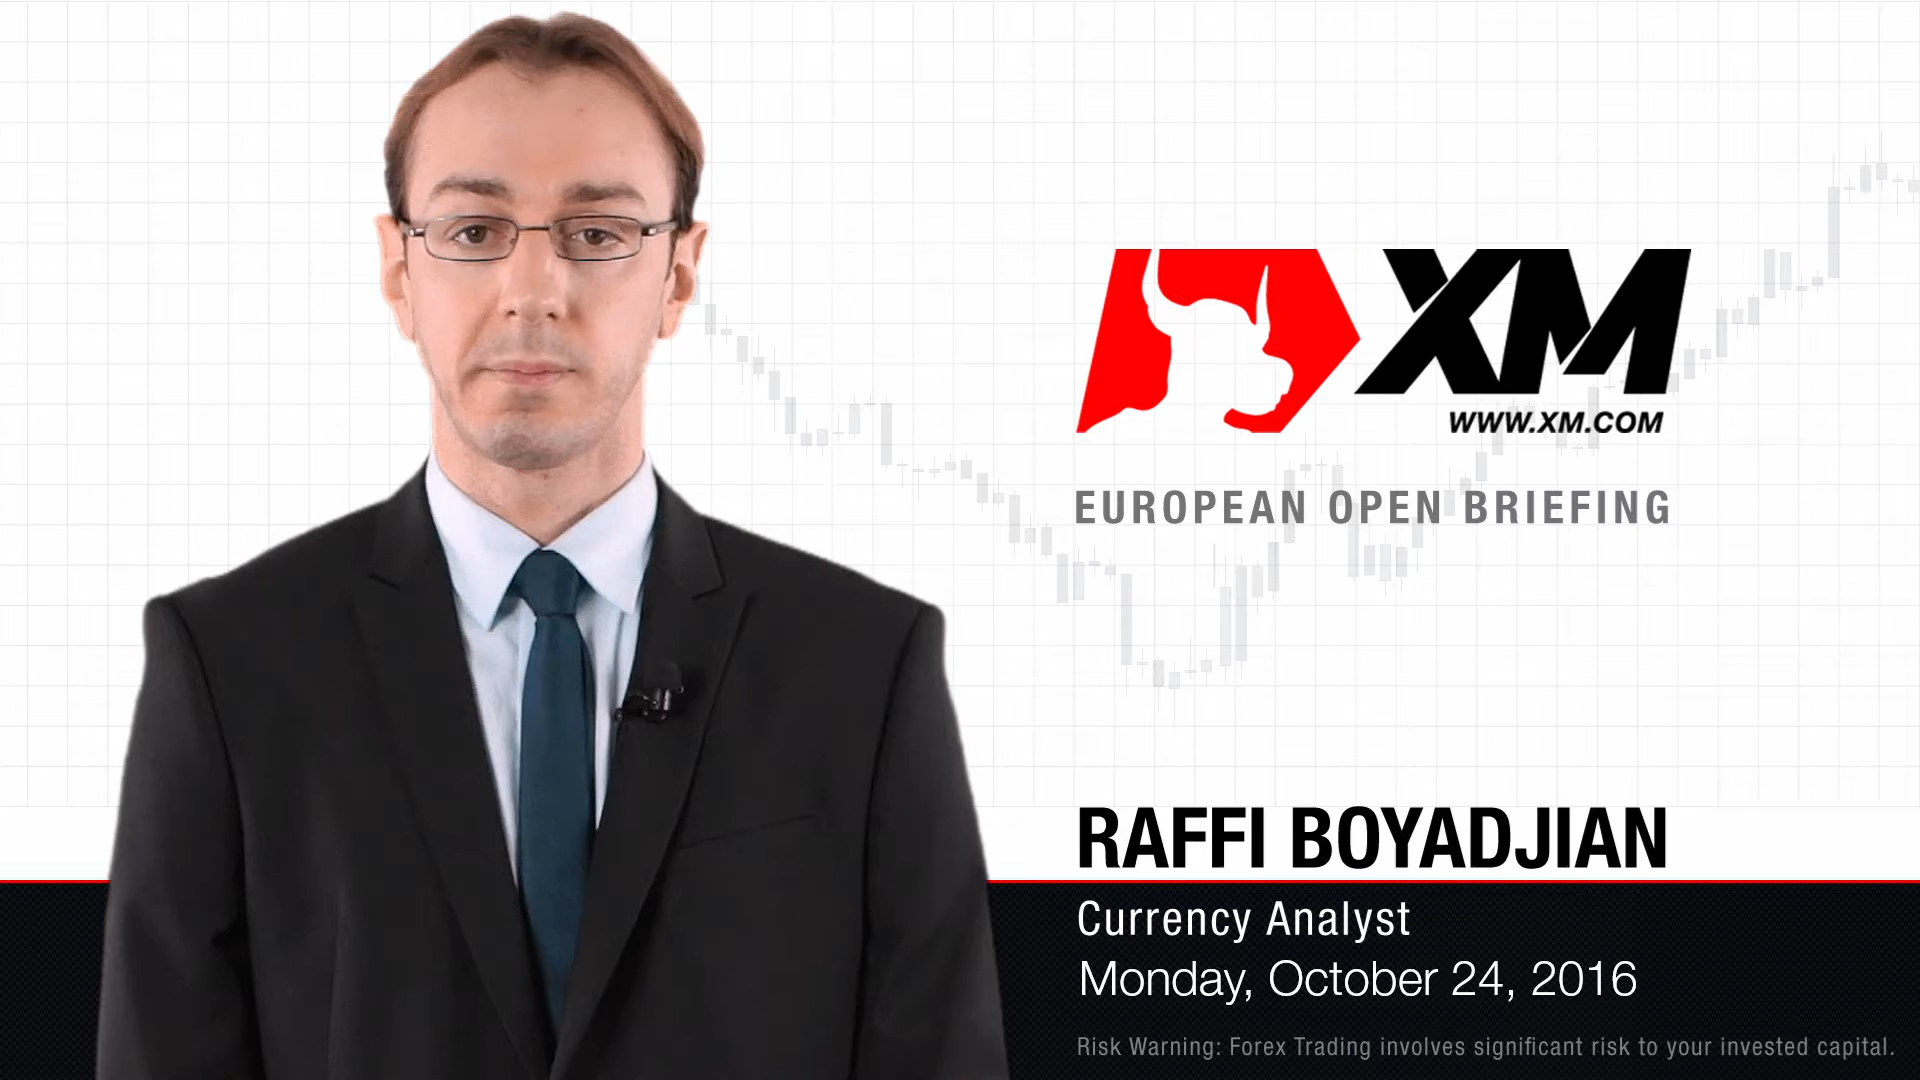 XM
WWW.XM.COM
EUROPEAN OPEN BRIEFING
RAFFI BOYADJIAN
Currency Analyst
Monday, October 24, 2016
Risk Warning: Forex Trading involves significant risk to your invested capital.